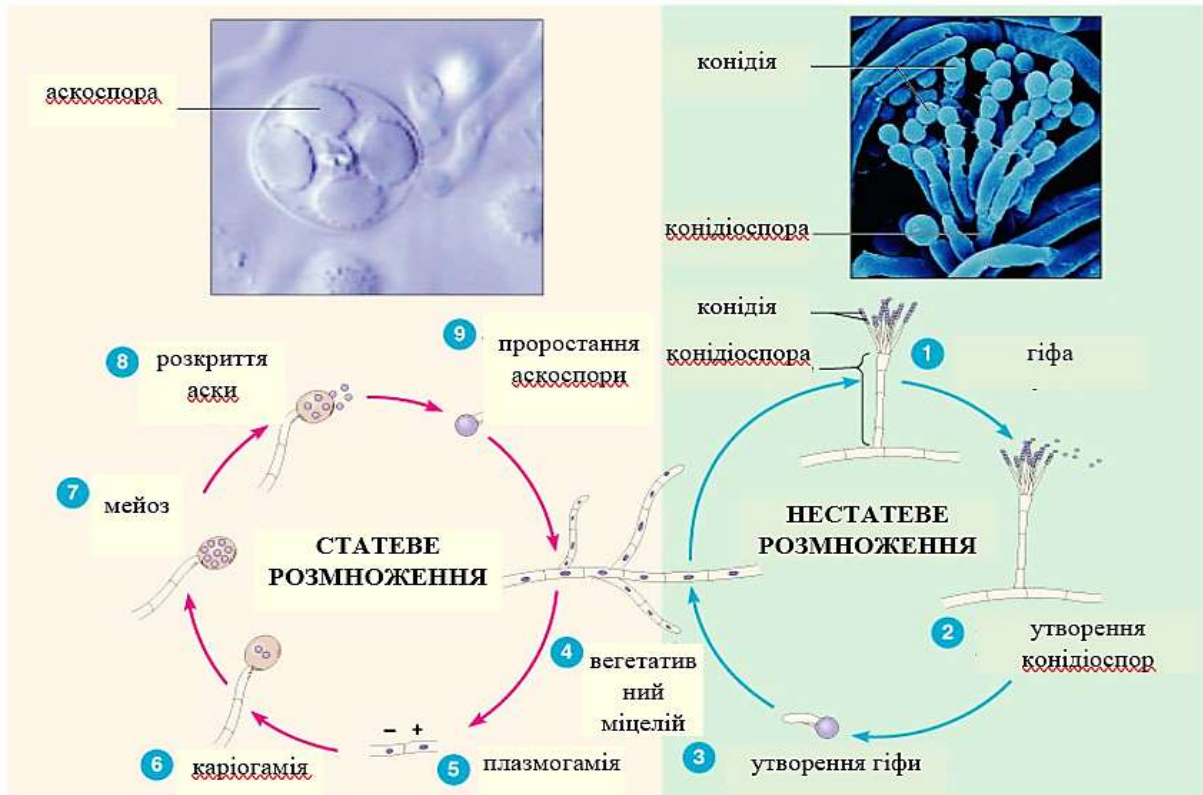 аскоспора
конідія
конідіоспора
конідія
конідіоспора
1
гіфа
9
проростання
аскоспори
8
розкриття
аски
7
мейоз
СТАТЕВЕ
РОЗМНОЖЕННЯ
НЕСТАТЕВЕ
РОЗМНОЖЕННЯ
2
утворення
конідіоспор
4
вегетатив
ний
міцелій
– +
6
каріогамія
5
плазмогамія
3
утворення гіфи